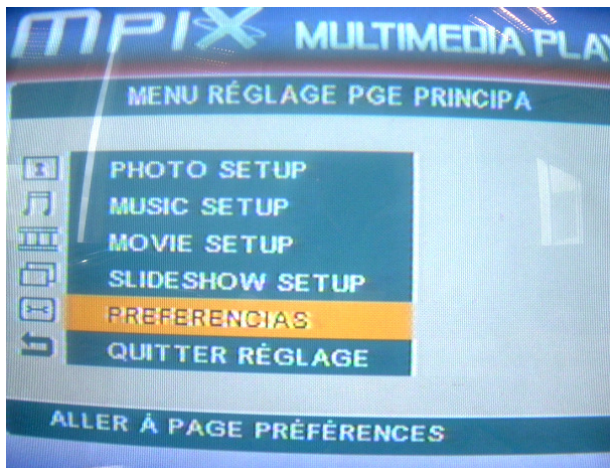 MPIX MULTIMEDIA PLAY
MENU RÉGLAGE PGE PRINCIPA
PHOTO SETUP
MUSIC SETUP
MOVIE SETUP
SLIDESHOW SETUP
PREFERENCIAS
QUITTER RÉGLAGE
ALLER À PAGE PRÉFÉRENCES